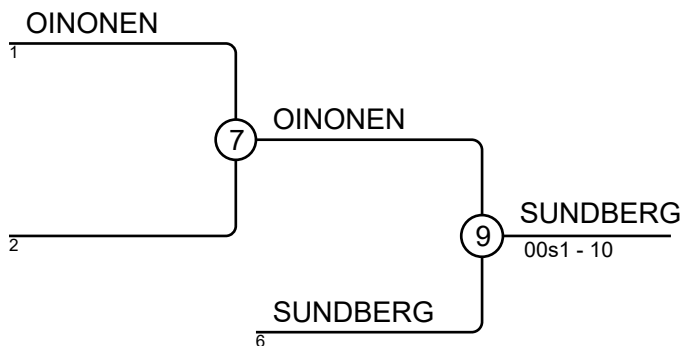 OINONEN
1
7
OINONEN
2
9
SUNDBERG
00s1 - 10
SUNDBERG
6